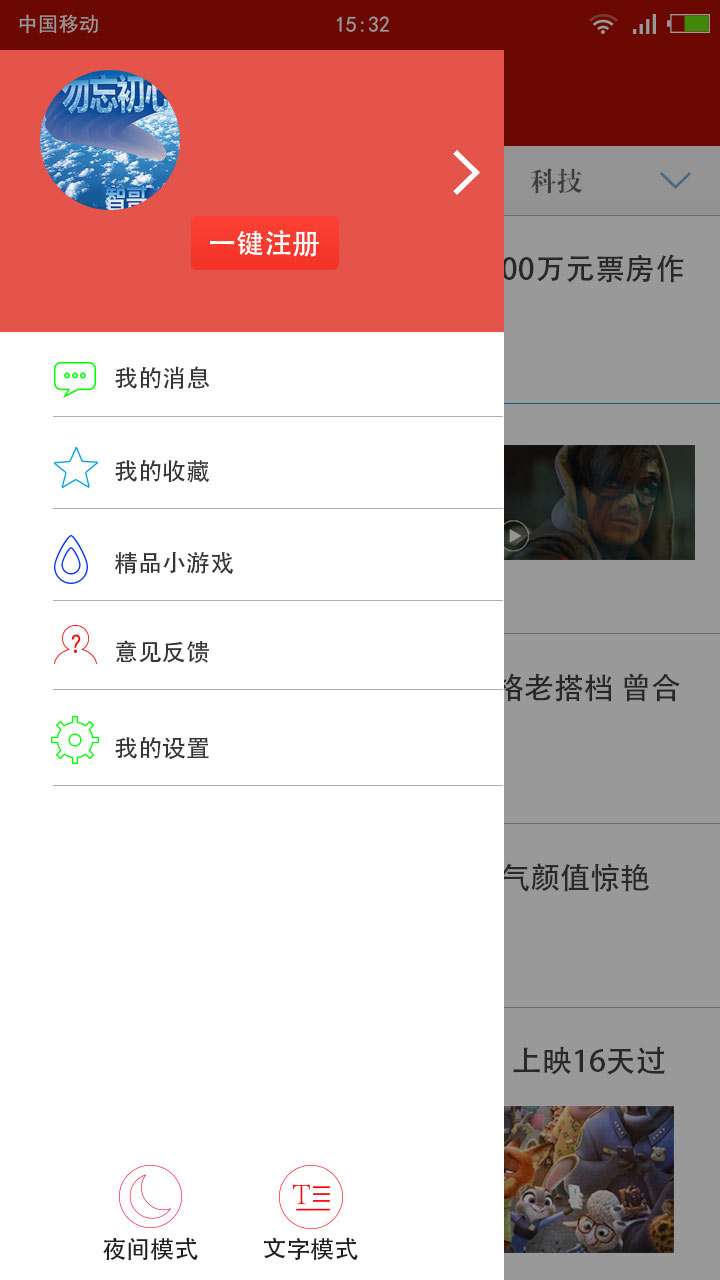 中国移动 15:32
勿忘初心
智哥
一键注册
科技
00万元票房作
我的消息
我的收藏
精品小游戏
意见反馈
格老搭档 曾合
我的设置
气颜值惊艳
上映16天过
夜间模式 文字模式